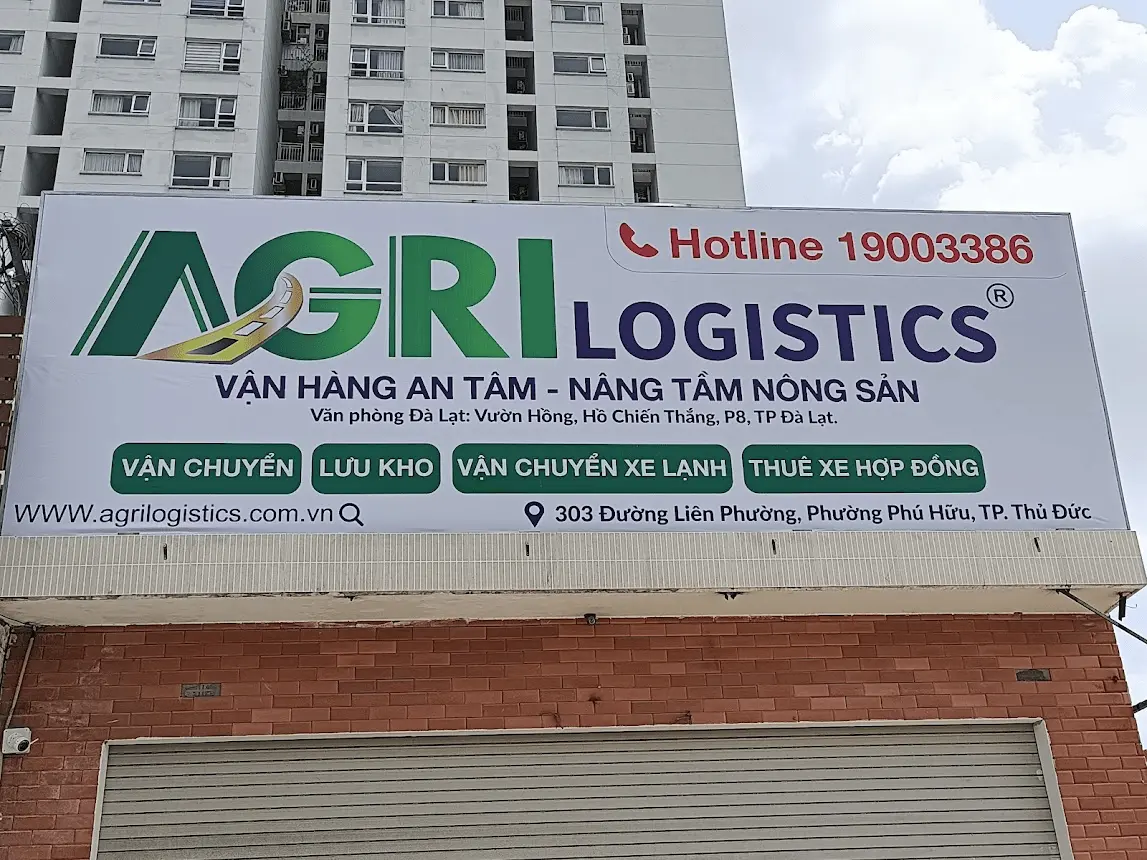 Hotline 19003386
AGRI LOGISTICS®
VẬN HÀNG AN TÂM - NÂNG TẦM NÔNG SẢN
Văn phòng Đà Lạt: Vườn Hồng, Hồ Chiến Thắng, P8, TP Đà Lạt.
VẬN CHUYỂN LƯU KHO VẬN CHUYỂN XE LẠNH THUÊ XE HỢP ĐỒNG
WWW.agrilogistics.com.vn 303 Đường Liên Phường, Phường Phú Hữu, TP. Thủ Đức